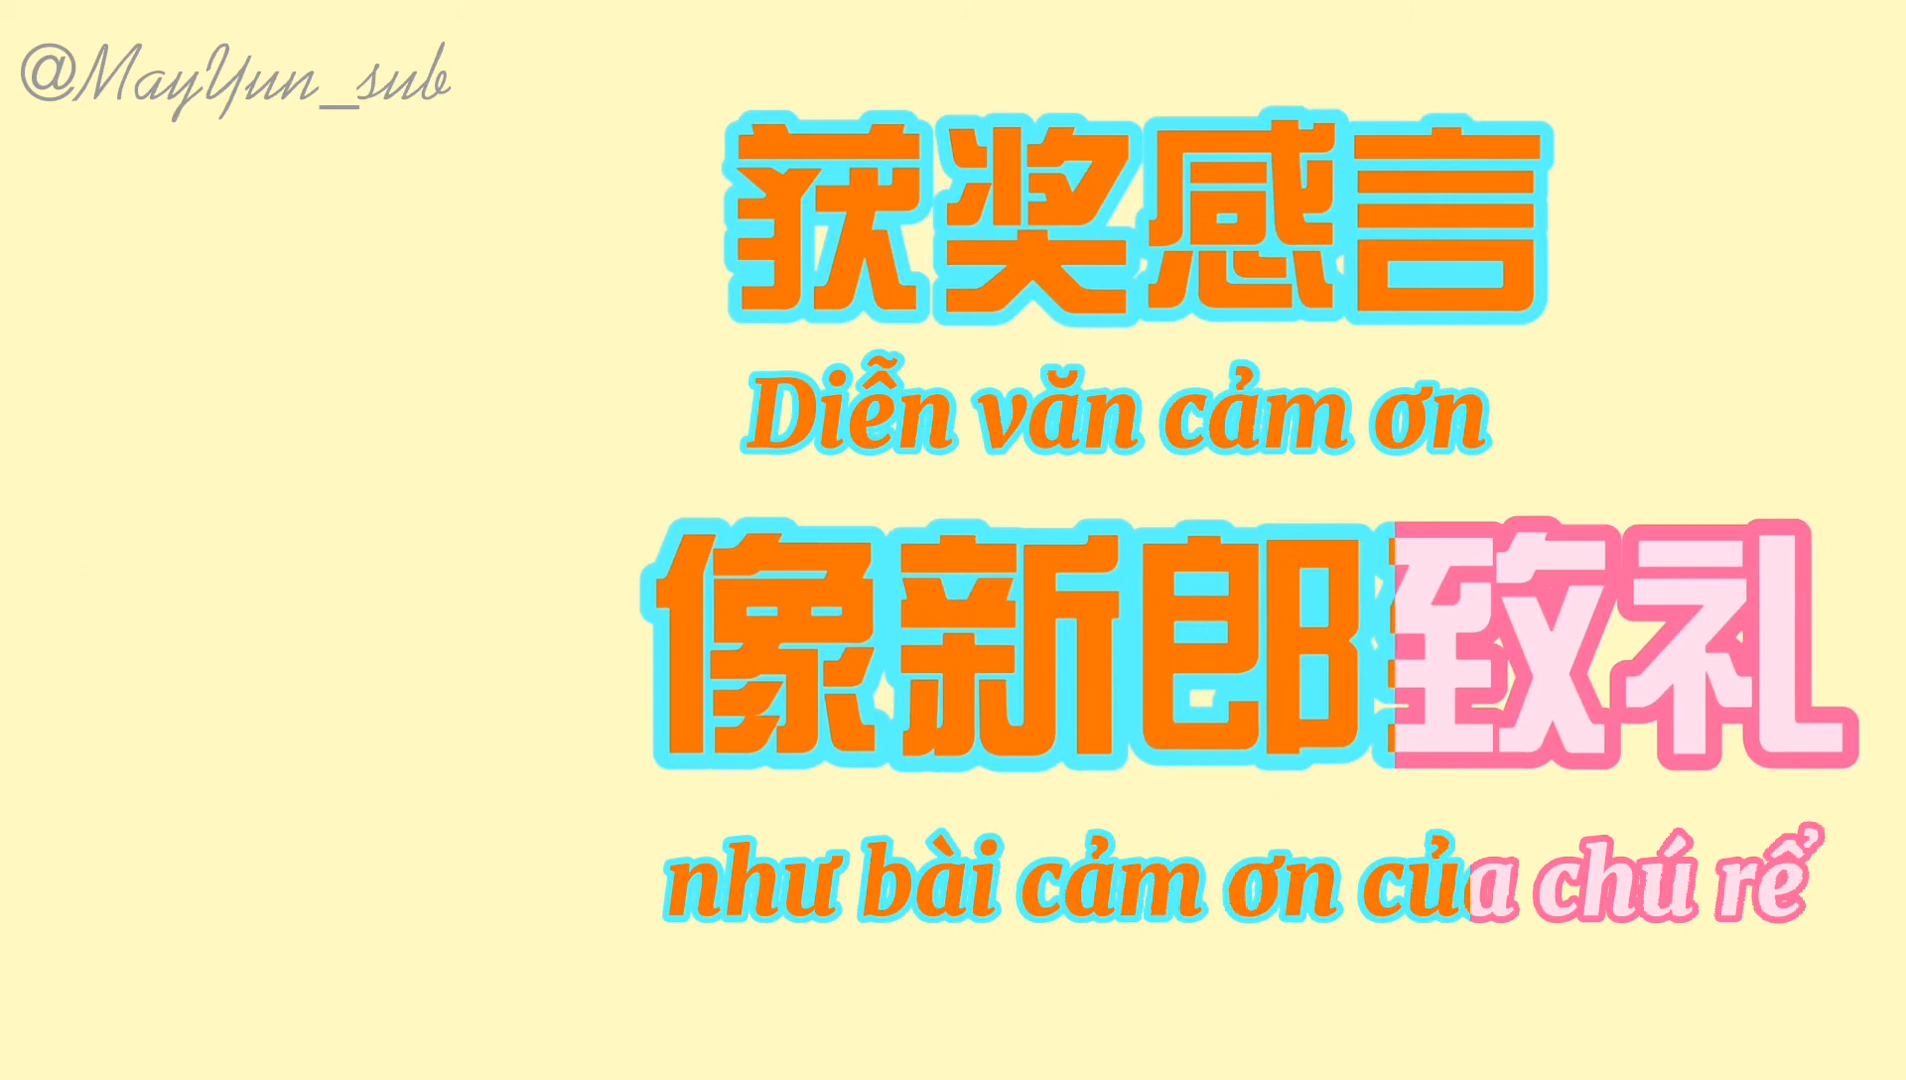 @MayYun_sub
获奖感言
Diễn văn cảm ơn
像新郎致礼
như bài cảm ơn của chú rể